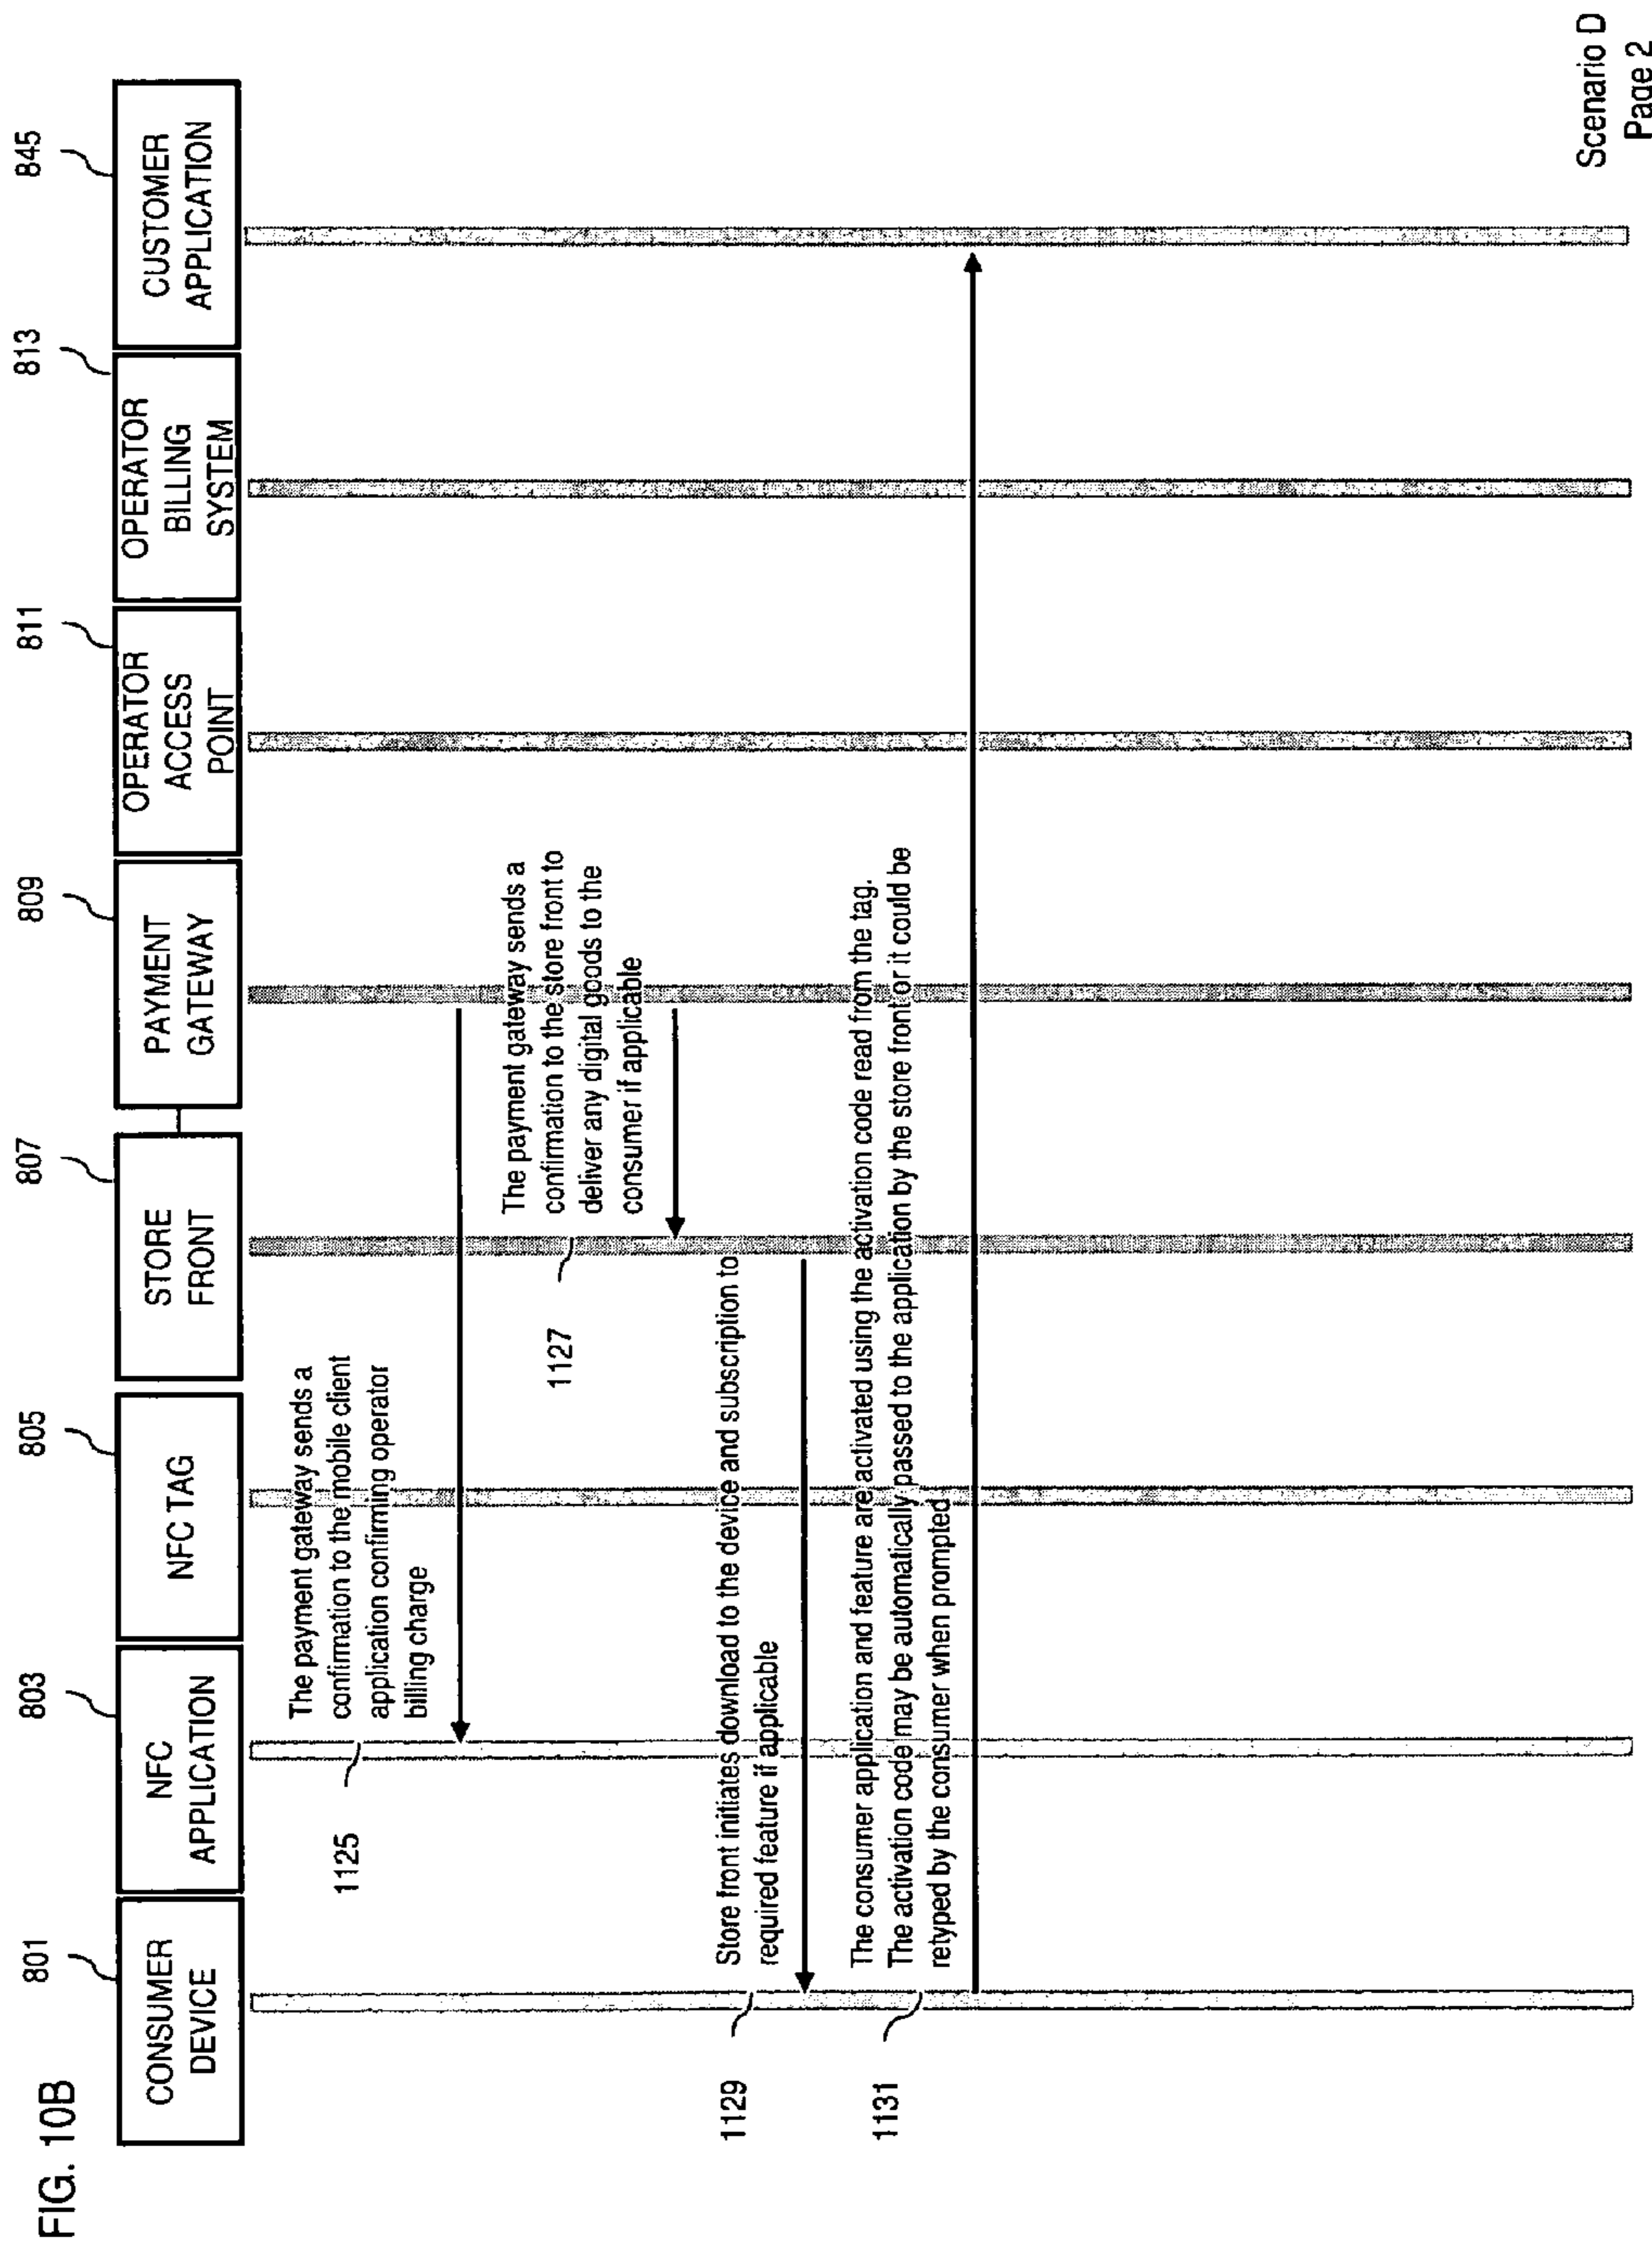 FIG. 10B
801
803
805
807
809
811
813
845
CONSUMER
DEVICE
NFC
APPLICATION
NFC TAG
STORE
FRONT
PAYMENT
GATEWAY
OPERATOR
ACCESS
POINT
OPERATOR
BILLING
SYSTEM
CUSTOMER
APPLICATION
1125
The payment gateway sends a
confirmation to the mobile client
application confirming operator
billing charge
1127
The payment gateway sends a
confirmation to the store front to
deliver any digital goods to the
consumer if applicable
1129
Store front initiates download to the device and subscription to
required feature if applicable
1131
The consumer application and feature are activated using the activation code read from the tag.
The activation code may be automatically passed to the application by the store front or it could be
retyped by the consumer when prompted
Scenario D
Page 2